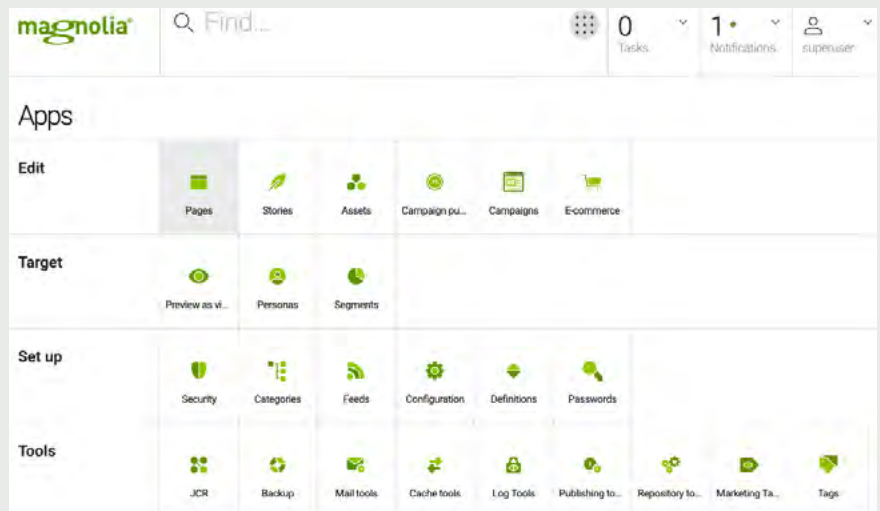 magnolia®
Find...
0
Tasks
1
Notifications
superuser
Apps
Edit
Pages
Stories
Assets
Campaign pu...
Campaigns
E-commerce
Target
Preview as vi...
Personas
Segments
Set up
Security
Categories
Feeds
Configuration
Definitions
Passwords
Tools
JCR
Backup
Mail tools
Cache tools
Log Tools
Publishing to...
Repository to...
Marketing Ta...
Tags